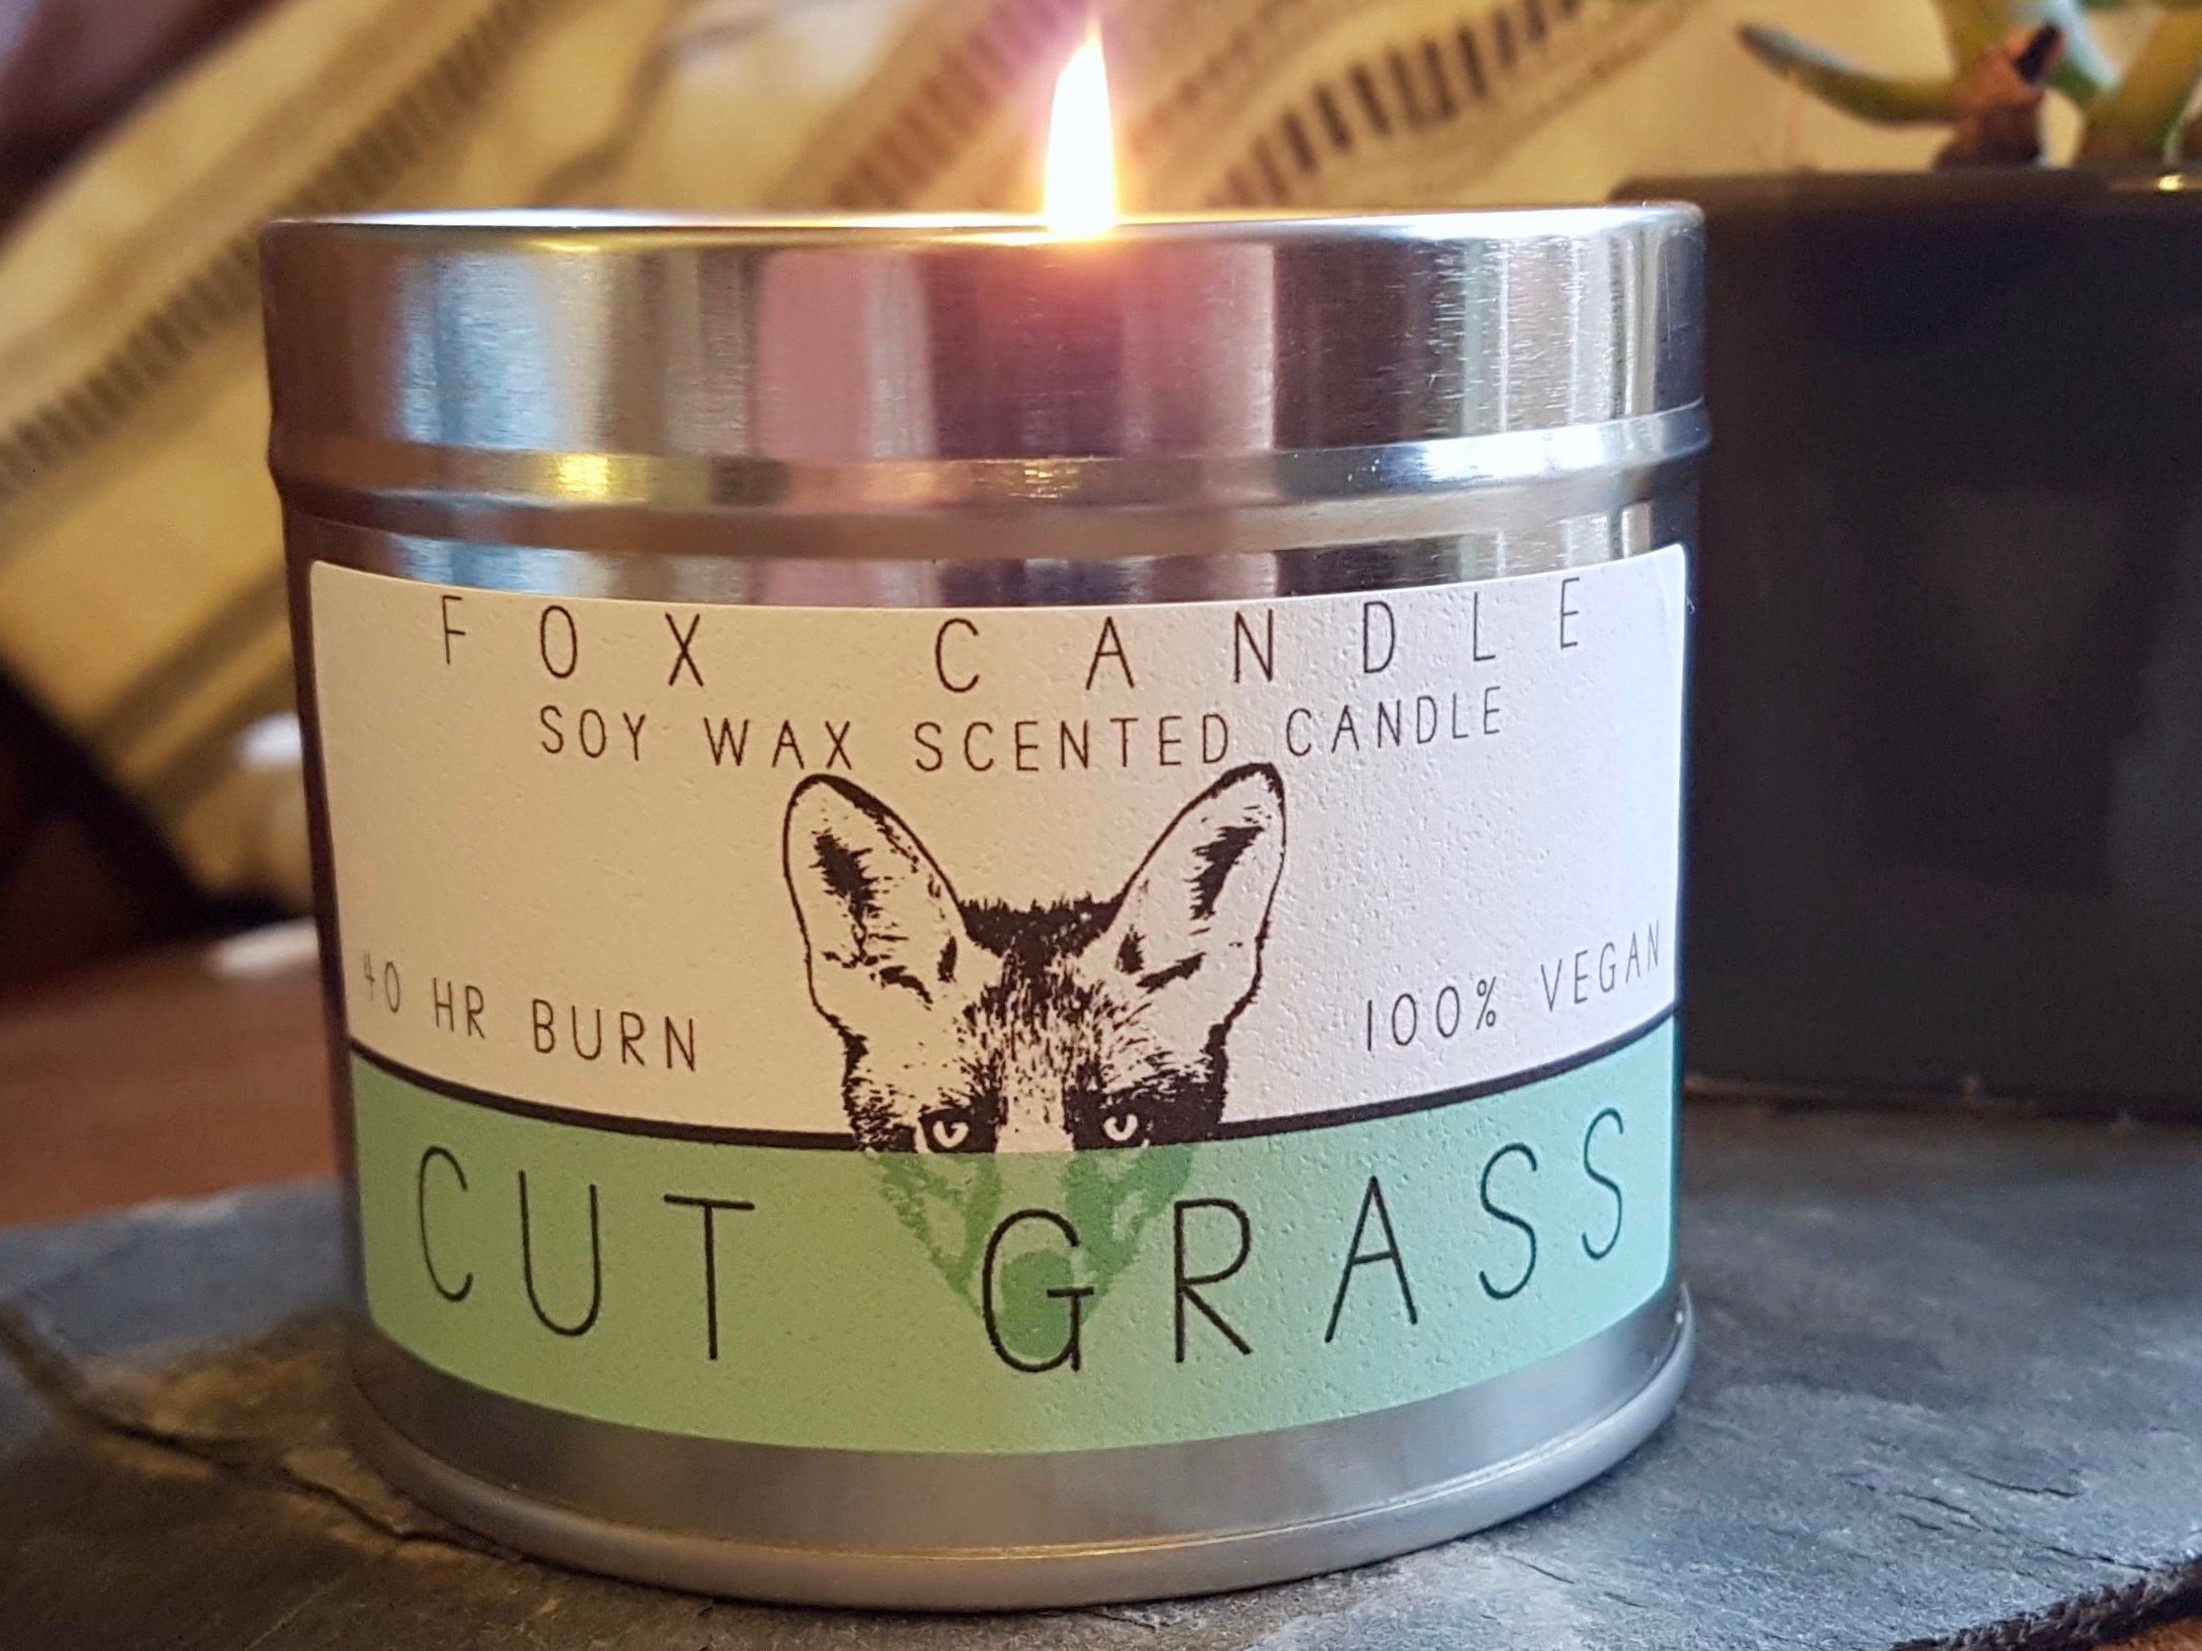 FOX CANDLE
SOY WAX SCENTED CANDLE
40 HR BURN
100% VEGAN
CUT GRASS